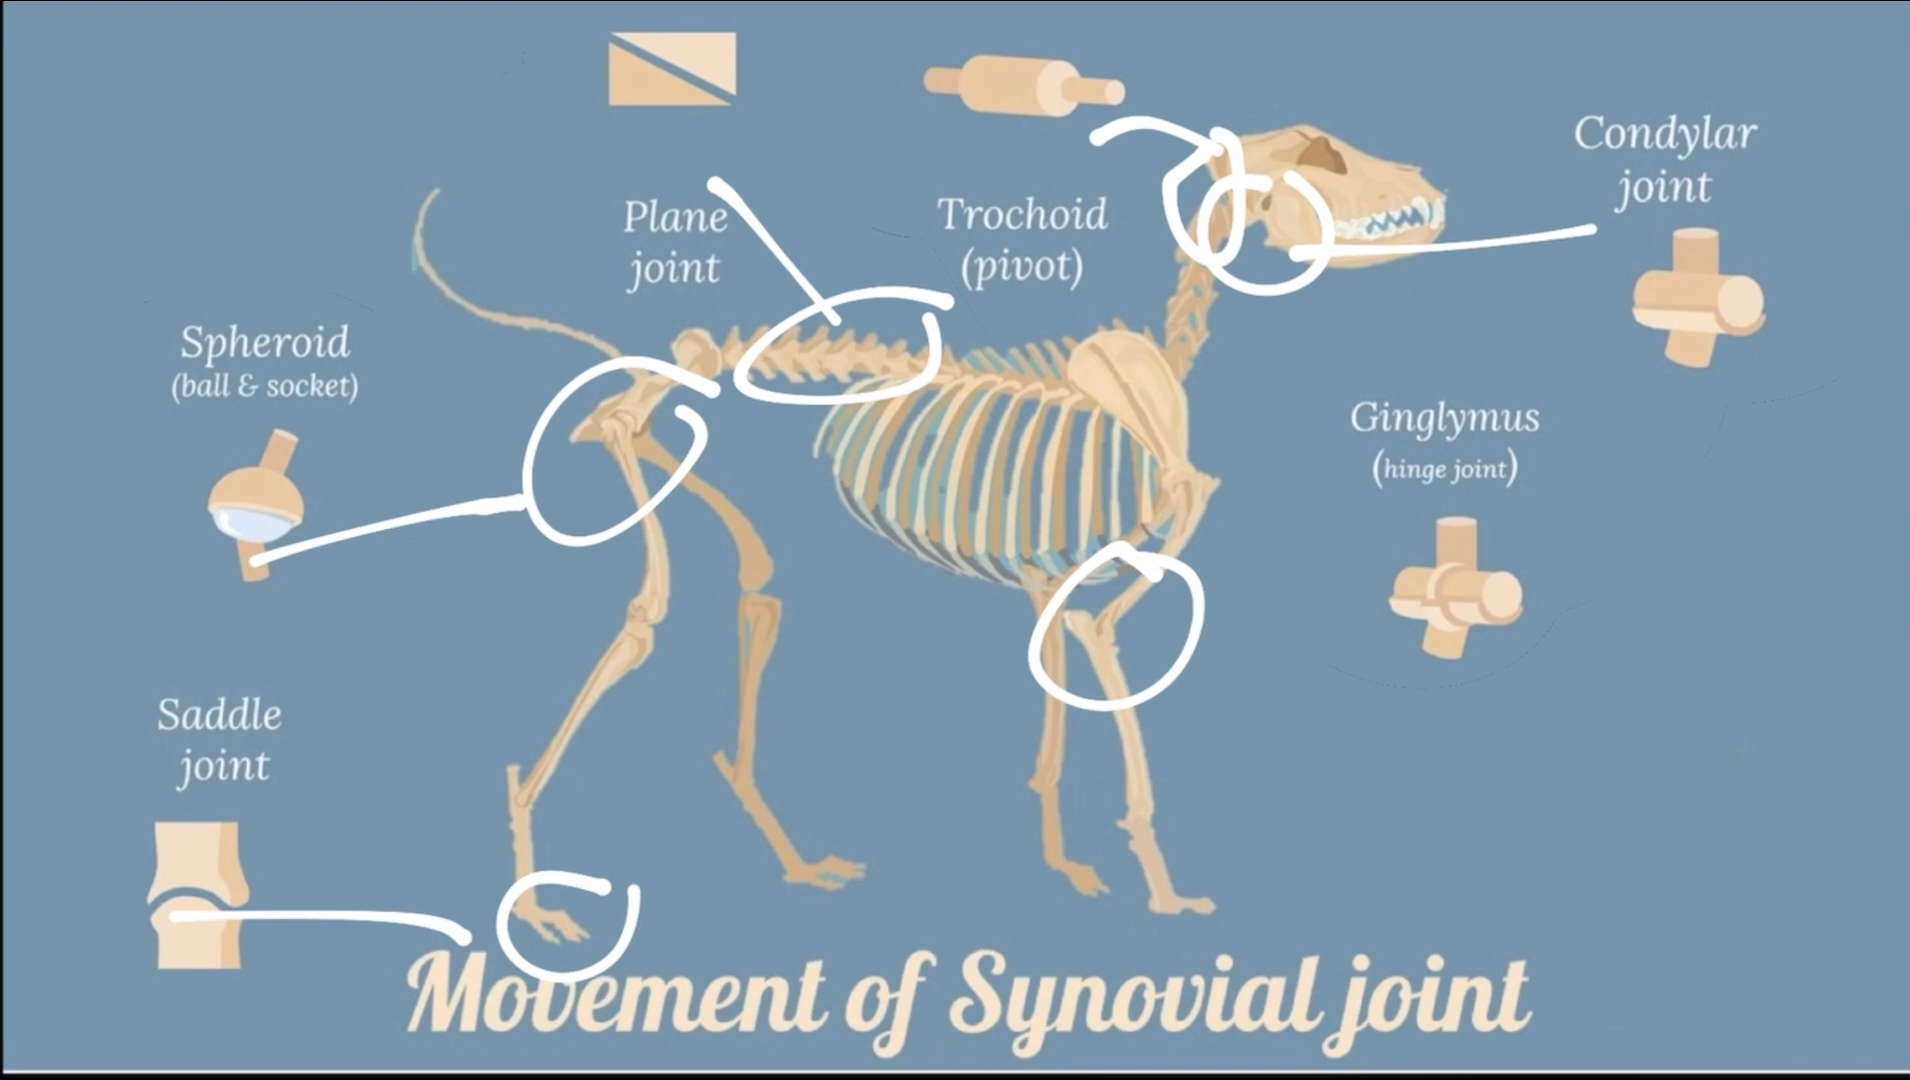 Plane
joint
Trochoid
(pivot)
Condylar
joint
Spheroid
(ball & socket)
Ginglymus
(hinge joint)
Saddle
joint
Movement of Synovial joint